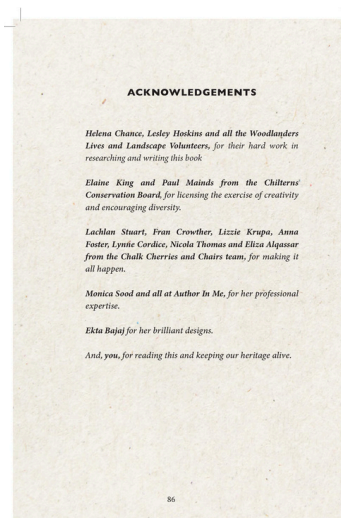 ACKNOWLEDGEMENTS
Helena Chance, Lesley Hoskins and all the Woodlanders
Lives and Landscape Volunteers, for their hard work in
researching and writing this book
Elaine King and Paul Mainds from the Chilterns
Conservation Board, for licensing the exercise of creativity
and encouraging diversity.
Lachlan Stuart, Fran Crowther, Lizzie Krupa, Anna
Foster, Lynne Cordice, Nicola Thomas and Eliza Alqassar
from the Chalk Cherries and Chairs team, for making it
all happen.
Monica Sood and all at Author In Me, for her professional
expertise.
Ekta Bajaj for her brilliant designs.
And, you, for reading this and keeping our heritage alive.
86